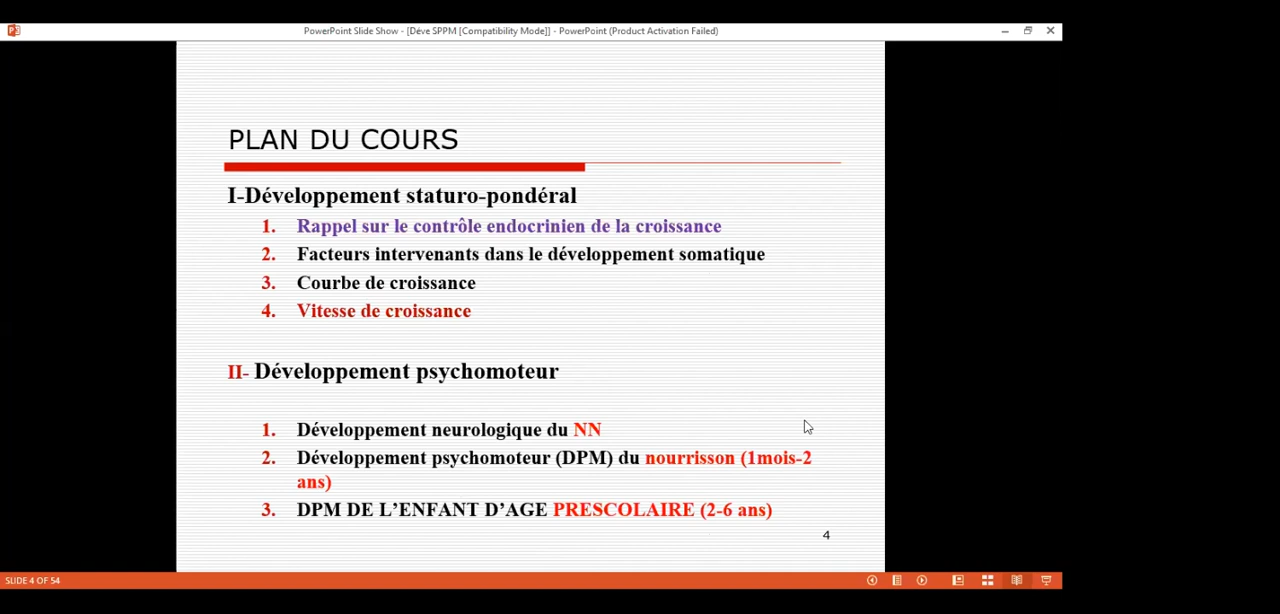 PowerPoint Slide Show - [Déve SPPM [Compatibility Mode]] - PowerPoint (Product Activation Failed)
PLAN DU COURS
I-Développement staturo-pondéral
1. Rappel sur le contrôle endocrinien de la croissance
2. Facteurs intervenants dans le développement somatique
3. Courbe de croissance
4. Vitesse de croissance
II- Développement psychomoteur
1. Développement neurologique du NN
2. Développement psychomoteur (DPM) du nourrisson (1mois-2
ans)
3. DPM DE L’ENFANT D’AGE PRESCOLAIRE (2-6 ans)
4
SLIDE 4 OF 54